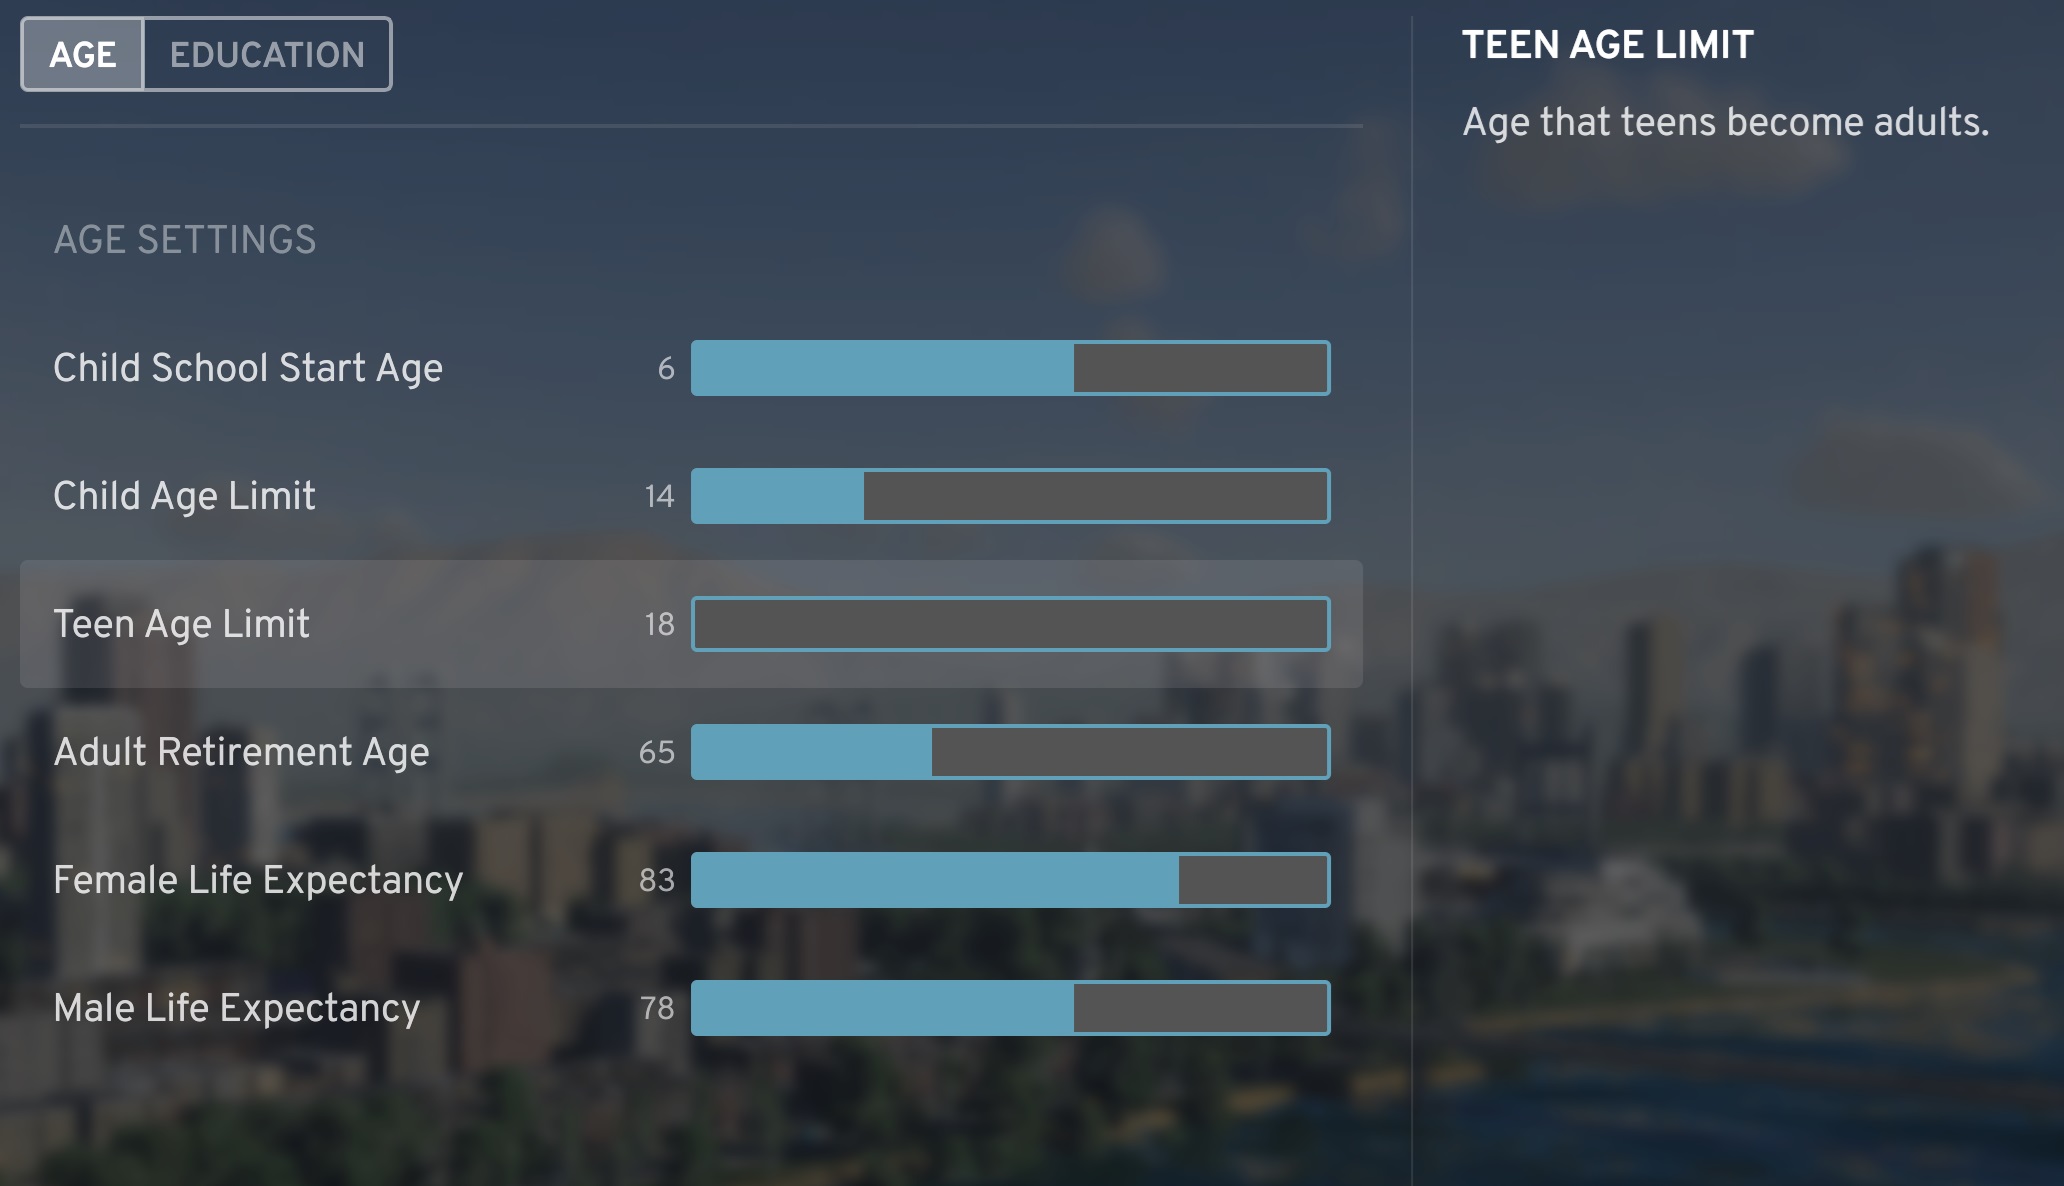 AGE EDUCATION
AGE SETTINGS
Child School Start Age 6
Child Age Limit 14
Teen Age Limit 18
Adult Retirement Age 65
Female Life Expectancy 83
Male Life Expectancy 78
TEEN AGE LIMIT
Age that teens become adults.